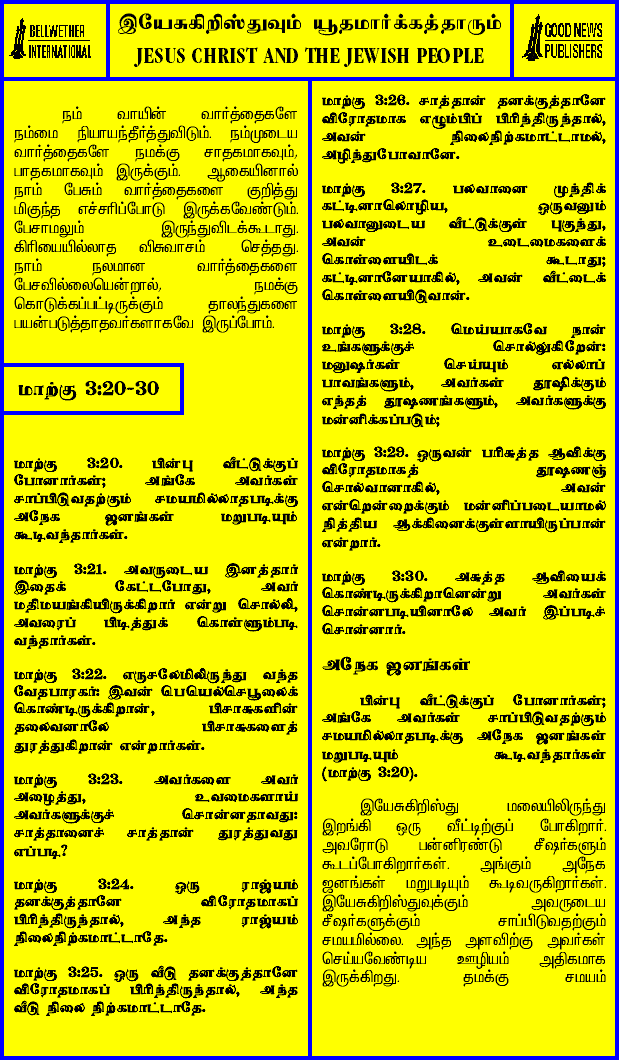 BELLWETHER
INTERNATIONAL
இயேசுகிறிஸ்துவும் யூதமார்க்கத்தாரும்
JESUS CHRIST AND THE JEWISH PEOPLE
GOOD NEWS
PUBLISHERS
நம் வாயின் வார்த்தைகளே
நம்மை நியாயந்தீர்த்துவிடும். நம்முடைய
வார்த்தைகளே நமக்கு சாதகமாகவும்,
பாதகமாகவும் இருக்கும். ஆகையினால்
நாம் பேசும் வார்த்தைகளை குறித்து
மிகுந்த எச்சரிப்போடு இருக்கவேண்டும்.
பேசாமலும் இருந்துவிடக்கூடாது.
கிரியையில்லாத விசுவாசம் செத்தது.
நாம் நலமான வார்த்தைகளை
பேசவில்லையென்றால், நமக்கு
கொடுக்கப்பட்டிருக்கும் தாலந்துகளை
பயன்படுத்தாதவர்களாகவே இருப்போம்.
மாற்கு 3:20-30
மாற்கு 3:20. பின்பு வீட்டுக்குப்
போனார்கள்; அங்கே அவர்கள்
சாப்பிடுவதற்கும் சமயமில்லாதபடிக்கு
அநேக ஜனங்கள் மறுபடியும்
கூடிவந்தார்கள்.
மாற்கு 3:21. அவருடைய இனத்தார்
இதைக் கேட்டபோது, அவர்
மதிமயங்கியிருக்கிறார் என்று சொல்லி,
அவரைப் பிடித்துக் கொள்ளும்படி
வந்தார்கள்.
மாற்கு 3:22. எருசலேமிலிருந்து வந்த
வேதபாரகர்: இவன் பெயெல்செபூலைக்
கொண்டிருக்கிறான், பிசாசுகளின்
தலைவனாலே பிசாசுகளைத்
துரத்துகிறான் என்றார்கள்.
மாற்கு 3:23. அவர்களை அவர்
அழைத்து, உவமைகளாய்
அவர்களுக்குச் சொன்னதாவது:
சாத்தானைச் சாத்தான் துரத்துவது
எப்படி?
மாற்கு 3:24. ஒரு ராஜ்யம்
தனக்குத்தானே விரோதமாகப்
பிரிந்திருந்தால், அந்த ராஜ்யம்
நிலைநிற்கமாட்டாதே.
மாற்கு 3:25. ஒரு வீடு தனக்குத்தானே
விரோதமாகப் பிரிந்திருந்தால், அந்த
வீடு நிலை நிற்கமாட்டாதே.
மாற்கு 3:26. சாத்தான் தனக்குத்தானே
விரோதமாக எழும்பிப் பிரிந்திருந்தால்,
அவன் நிலைநிற்கமாட்டாமல்,
அழிந்துபோவானே.
மாற்கு 3:27. பலவானை முந்திக்
கட்டினாலொழிய, ஒருவனும்
பலவானுடைய வீட்டுக்குள் புகுந்து,
அவன் உடைமைகளைக்
கொள்ளையிடக் கூடாது;
கட்டினானேயாகில், அவன் வீட்டைக்
கொள்ளையிடுவான்.
மாற்கு 3:28. மெய்யாகவே நான்
உங்களுக்குச் சொல்லுகிறேன்:
மனுஷர்கள் செய்யும் எல்லாப்
பாவங்களும், அவர்கள் தூஷிக்கும்
எந்தத் தூஷணங்களும், அவர்களுக்கு
மன்னிக்கப்படும்;
மாற்கு 3:29. ஒருவன் பரிசுத்த ஆவிக்கு
விரோதமாகத் தூஷணஞ்
சொல்வானாகில், அவன்
என்றென்றைக்கும் மன்னிப்படையாமல்
நித்திய ஆக்கினைக்குள்ளாயிருப்பான்
என்றார்.
மாற்கு 3:30. அசுத்த ஆவியைக்
கொண்டிருக்கிறானென்று அவர்கள்
சொன்னபடியினாலே அவர் இப்படிச்
சொன்னார்.
அநேக ஜனங்கள்
பின்பு வீட்டுக்குப் போனார்கள்;
அங்கே அவர்கள் சாப்பிடுவதற்கும்
சமயமில்லாதபடிக்கு அநேக ஜனங்கள்
மறுபடியும் கூடிவந்தார்கள்
(மாற்கு 3:20).
இயேசுகிறிஸ்து மலையிலிருந்து
இறங்கி ஒரு வீட்டிற்குப் போகிறார்.
அவரோடு பன்னிரண்டு சீஷர்களும்
கூடப்போகிறார்கள். அங்கும் அநேக
ஜனங்கள் மறுபடியும் கூடிவருகிறார்கள்.
இயேசுகிறிஸ்துவுக்கும் அவருடைய
சீஷர்களுக்கும் சாப்பிடுவதற்கும்
சமயமில்லை. அந்த அளவிற்கு அவர்கள்
செய்யவேண்டிய ஊழியம் அதிகமாக
இருக்கிறது. தமக்கு சமயம்